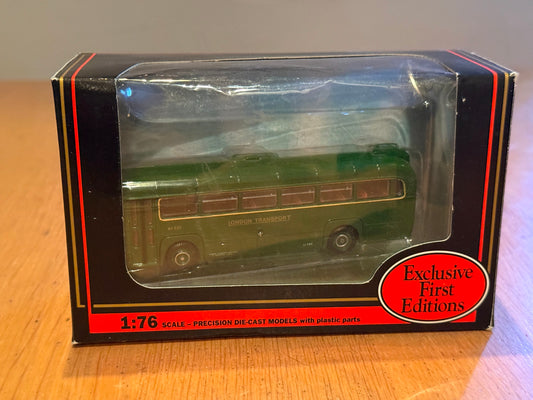 LONDON TRANSPORT
Exclusive
First
Editions
1:76 SCALE – PRECISION DIE-CAST MODELS with plastic parts